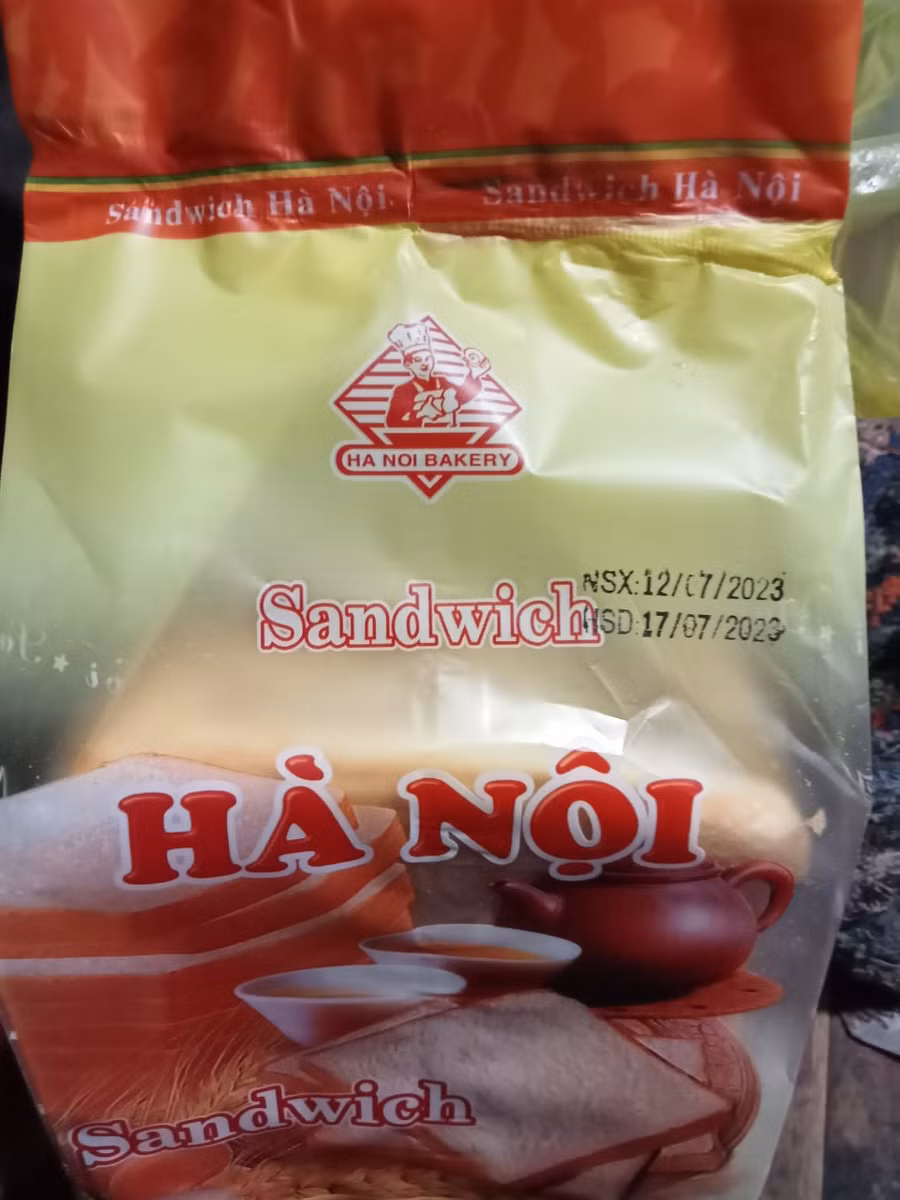 Sandwich Hà Nội Sandwich Hà Nội
HA NOI BAKERY
NSX:12/07/2023
Sandwich HSD:17/07/2023
HÀ NỘI
Sandwich